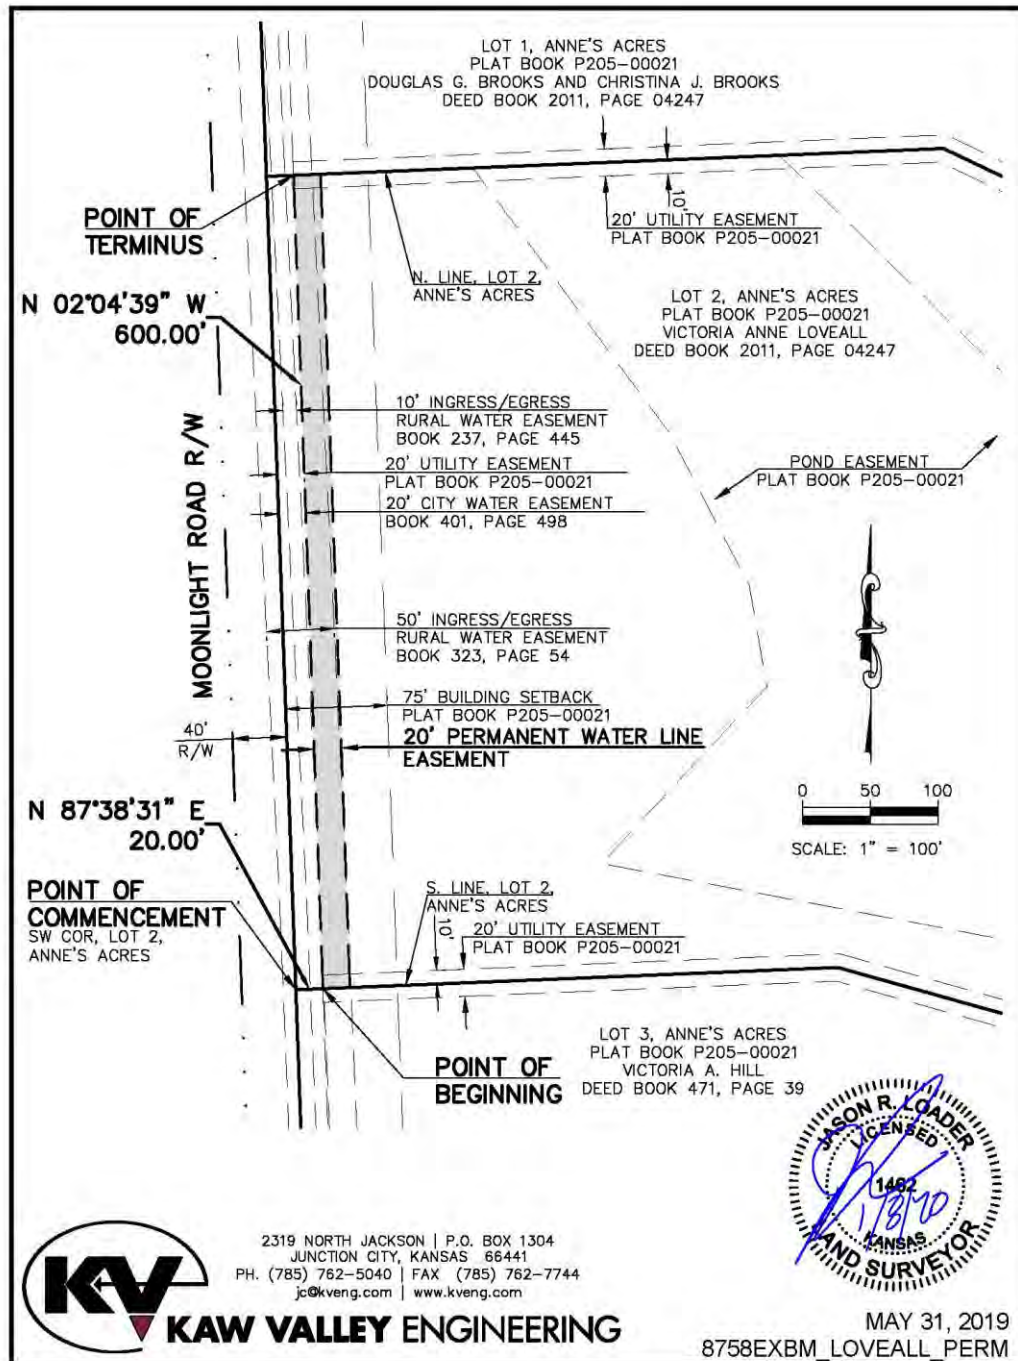 LOT 1, ANNE'S ACRES
PLAT BOOK P205-00021
DOUGLAS G. BROOKS AND CHRISTINA J. BROOKS
DEED BOOK 2011, PAGE 04247
POINT OF
TERMINUS
10'
20' UTILITY EASEMENT
PLAT BOOK P205-00021
N. LINE, LOT 2,
ANNE'S ACRES
N 02°04'39" W
600.00'
LOT 2, ANNE'S ACRES
PLAT BOOK P205-00021
VICTORIA ANNE LOVEALL
DEED BOOK 2011, PAGE 04247
10' INGRESS/EGRESS
RURAL WATER EASEMENT
BOOK 237, PAGE 445
20' UTILITY EASEMENT
PLAT BOOK P205-00021
20' CITY WATER EASEMENT
BOOK 401, PAGE 498
POND EASEMENT
PLAT BOOK P205-00021
MOONLIGHT ROAD R/W
50' INGRESS/EGRESS
RURAL WATER EASEMENT
BOOK 323, PAGE 54
75' BUILDING SETBACK
PLAT BOOK P205-00021
40'
R/W
20' PERMANENT WATER LINE
EASEMENT
0 50 100
SCALE: 1" = 100'
N 87°38'31" E
20.00'
POINT OF
COMMENCEMENT
SW COR, LOT 2,
ANNE'S ACRES
S. LINE, LOT 2,
ANNE'S ACRES
10'
20' UTILITY EASEMENT
PLAT BOOK P205-00021
POINT OF
BEGINNING
LOT 3, ANNE'S ACRES
PLAT BOOK P205-00021
VICTORIA A. HILL
DEED BOOK 471, PAGE 39
JASON R. LOADER
LICENSED
1462
1/8/20
KANSAS
LAND SURVEYOR
KV
2319 NORTH JACKSON | P.O. BOX 1304
JUNCTION CITY, KANSAS 66441
PH. (785) 762-5040 | FAX (785) 762-7744
jc@kveng.com | www.kveng.com
KAW VALLEY ENGINEERING
MAY 31, 2019
8758EXBM_LOVEALL_PERM